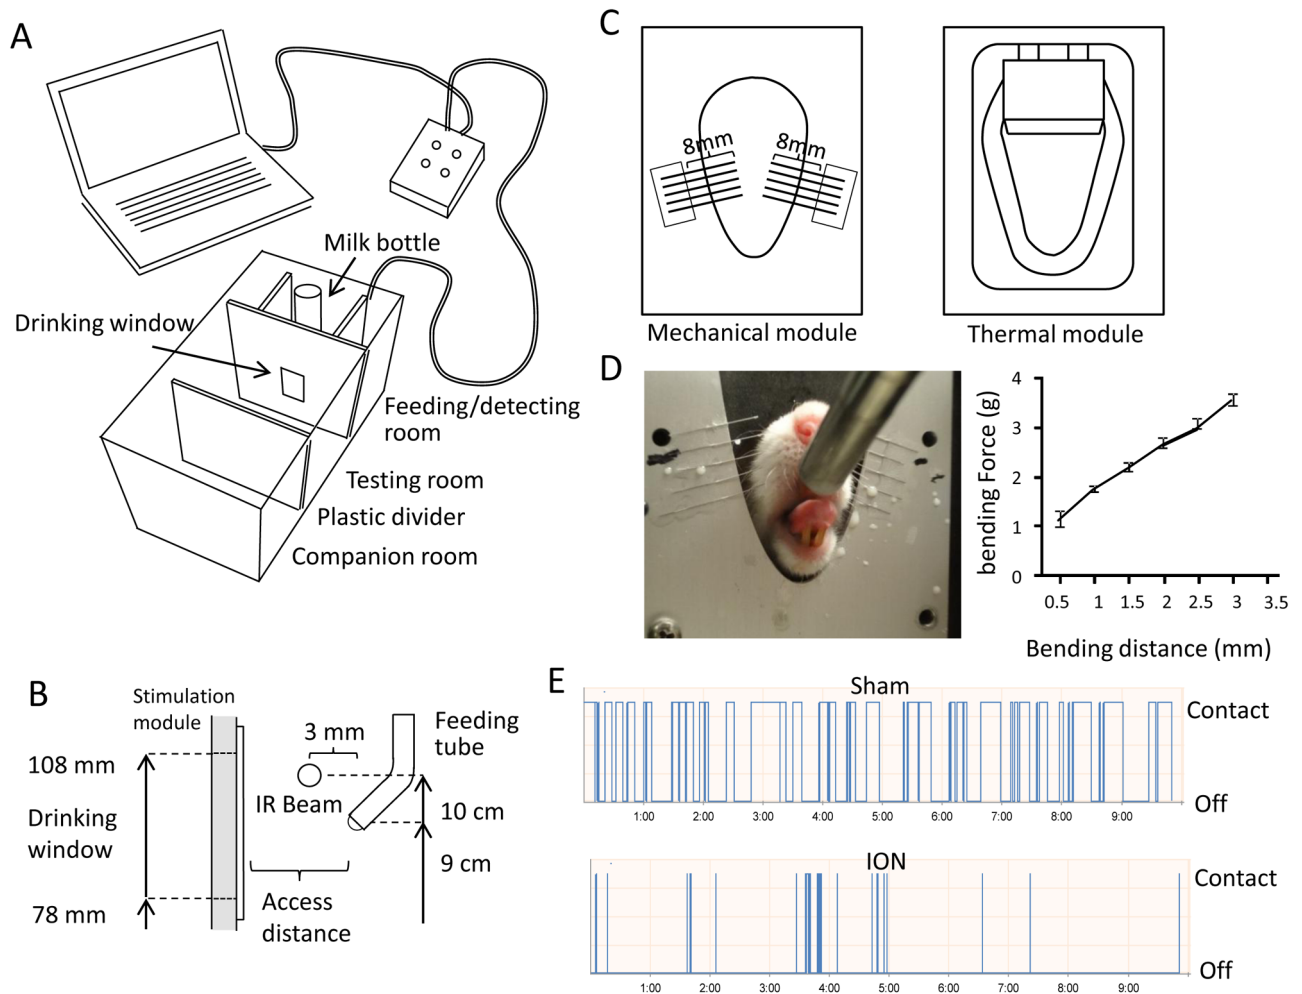 A
Milk bottle
Drinking window
Feeding/detecting
room
Testing room
Plastic divider
Companion room
B
Stimulation
module
108 mm
Drinking
window
78 mm
3 mm
IR Beam
Feeding
tube
10 cm
9 cm
Access
distance
C
8mm
8mm
Mechanical module
Thermal module
D
bending Force (g)
4
3
2
1
0
0.5 1 1.5 2 2.5 3 3.5
Bending distance (mm)
E
Sham
Contact
Off
1:00 2:00 3:00 4:00 5:00 6:00 7:00 8:00 9:00
ION
Contact
Off
1:00 2:00 3:00 4:00 5:00 6:00 7:00 8:00 9:00